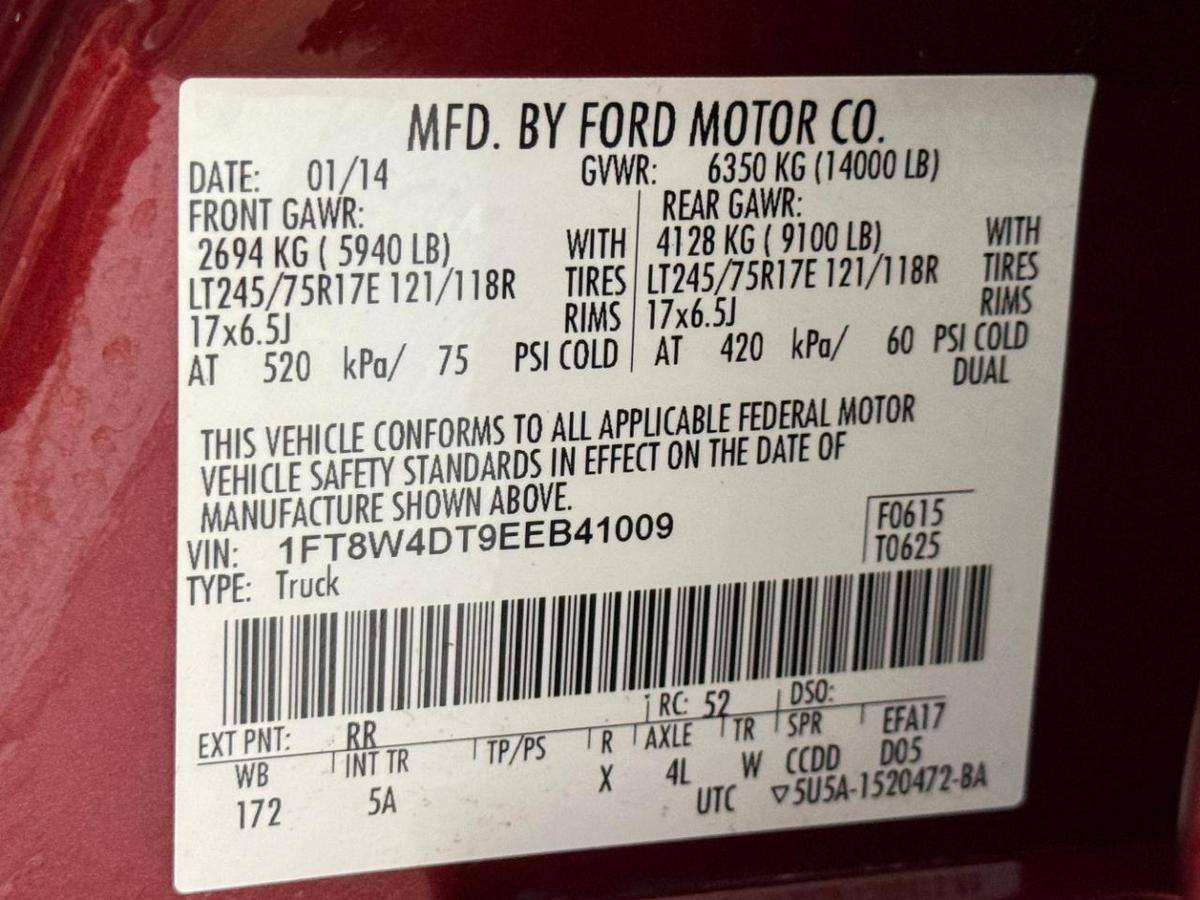 MFD. BY FORD MOTOR CO.
DATE: 01/14 GVWR: 6350 KG (14000 LB)
FRONT GAWR: REAR GAWR:
2694 KG ( 5940 LB) WITH 4128 KG ( 9100 LB) WITH
LT245/75R17E 121/118R TIRES LT245/75R17E 121/118R TIRES
17x6.5J RIMS 17x6.5J RIMS
AT 520 kPa/ 75 PSI COLD AT 420 kPa/ 60 PSI COLD
DUAL
THIS VEHICLE CONFORMS TO ALL APPLICABLE FEDERAL MOTOR
VEHICLE SAFETY STANDARDS IN EFFECT ON THE DATE OF
MANUFACTURE SHOWN ABOVE.
VIN: 1FT8W4DT9EEB41009
F0615
T0625
TYPE: Truck
EXT PNT: RR RC: 52 DSO:
WB INT TR TP/PS R AXLE TR SPR EFA17
172 5A X 4L W CCDD D05
UTC ▽5U5A-1520472-BA